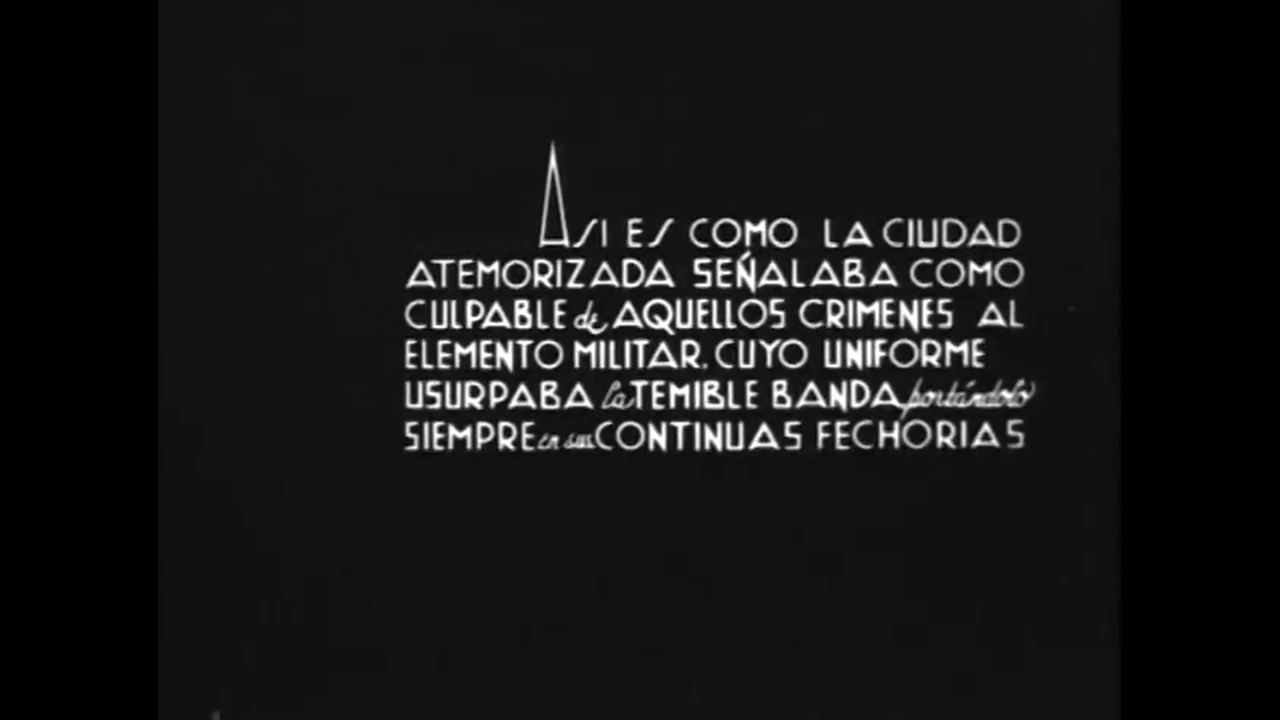 ASI ES COMO LA CIUDAD
ATEMORIZADA SEÑALABA COMO
CULPABLE de AQUELLOS CRIMENES AL
ELEMENTO MILITAR, CUYO UNIFORME
USURPABA la TEMIBLE BANDA portándolo
SIEMPRE en sus CONTINUAS FECHORIAS